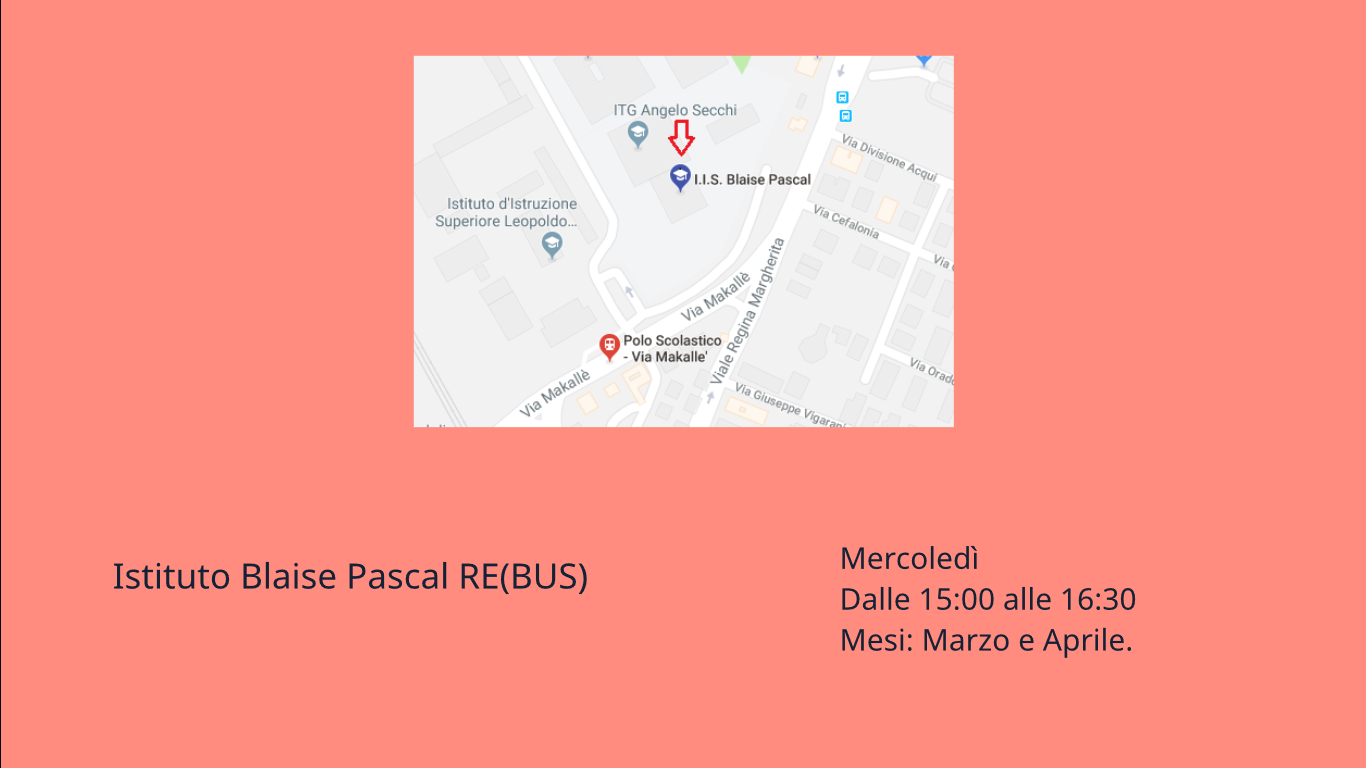 ITG Angelo Secchi
I.I.S. Blaise Pascal
Istituto d'Istruzione
Superiore Leopoldo...
Via Divisione Acqui
Via Cefalonia
Via Makallè
Viale Regina Margherita
Polo Scolastico
- Via Makalle'
Via Makallè
Via Giuseppe Vigarani
Istituto Blaise Pascal RE(BUS)
Mercoledì
Dalle 15:00 alle 16:30
Mesi: Marzo e Aprile.